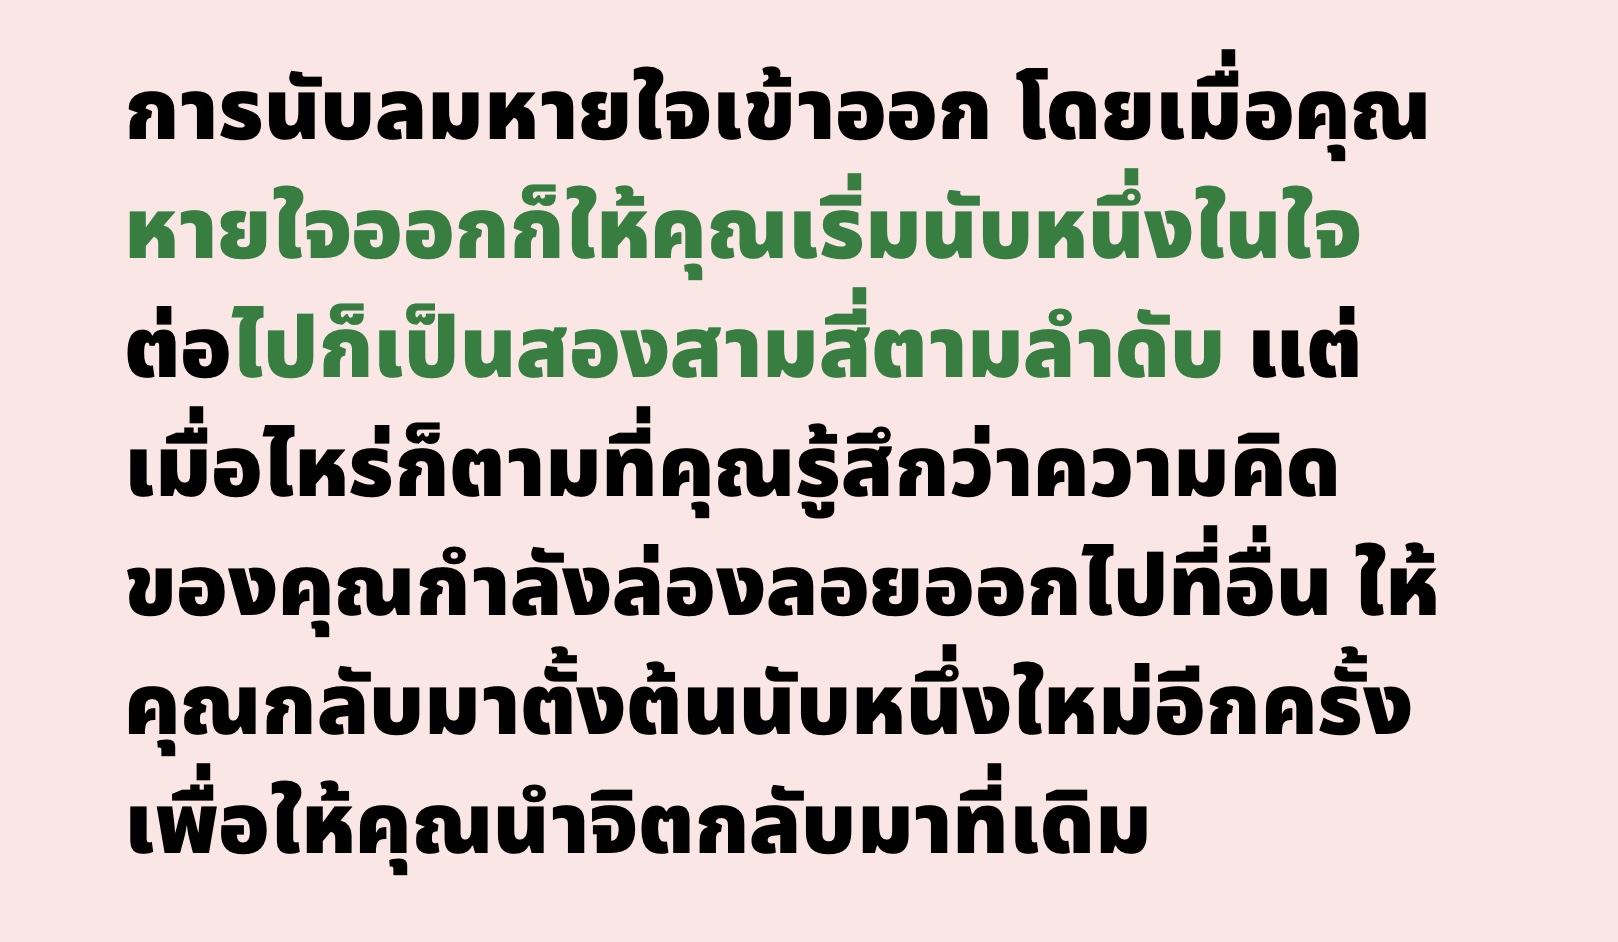 การนับลมหายใจเข้าออก โดยเมื่อคุณ
หายใจออกก็ให้คุณเริ่มนับหนึ่งในใจ
ต่อไปก็เป็นสองสามสี่ตามลำดับ แต่
เมื่อไหร่ก็ตามที่คุณรู้สึกว่าความคิด
ของคุณกำลังล่องลอยออกไปที่อื่น ให้
คุณกลับมาตั้งต้นนับหนึ่งใหม่อีกครั้ง
เพื่อให้คุณนำจิตกลับมาที่เดิม